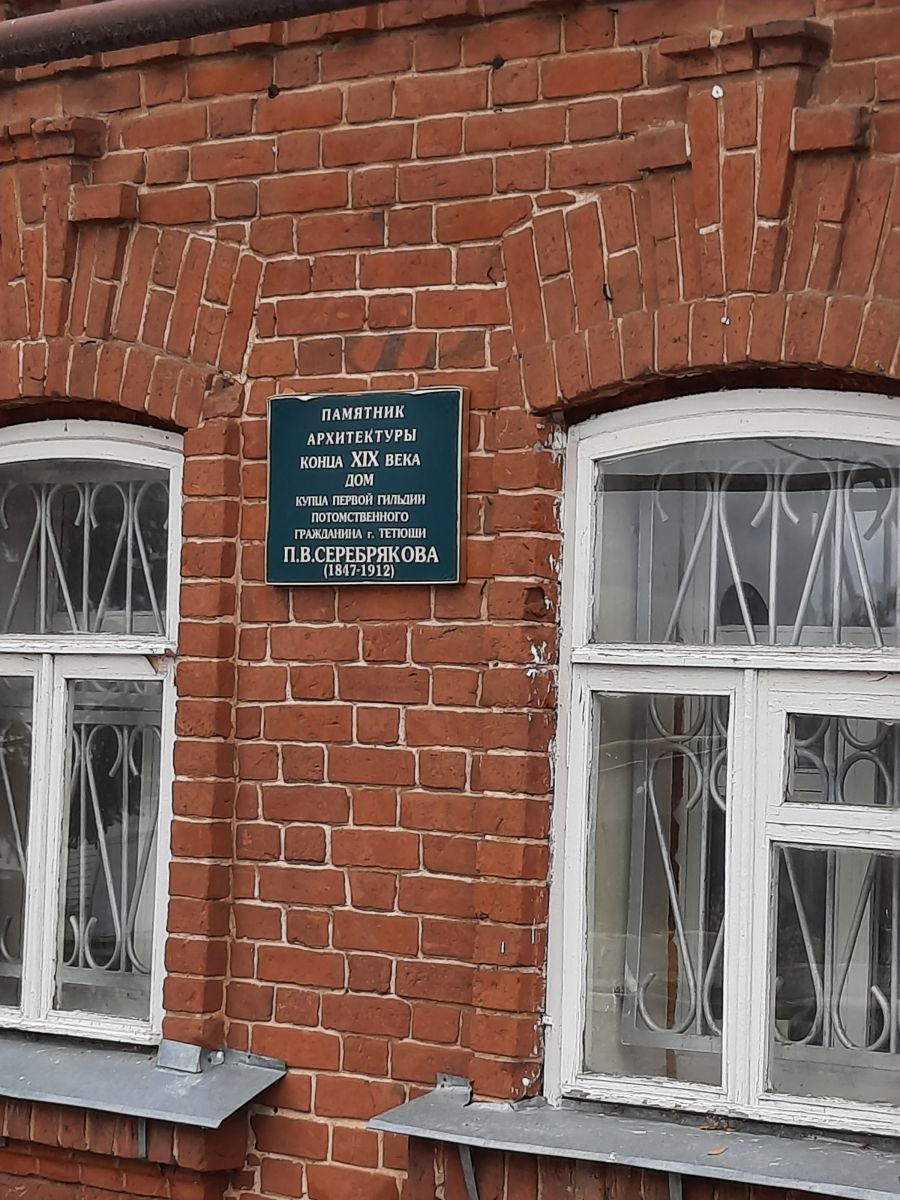 ПАМЯТНИК
АРХИТЕКТУРЫ
КОНЦА XIX ВЕКА
ДОМ
КУПЦА ПЕРВОЙ ГИЛЬДИИ
ПОТОМСТВЕННОГО
ГРАЖДАНИНА г. ТЕТЮШИ
П.В.СЕРЕБРЯКОВА
(1847-1912)